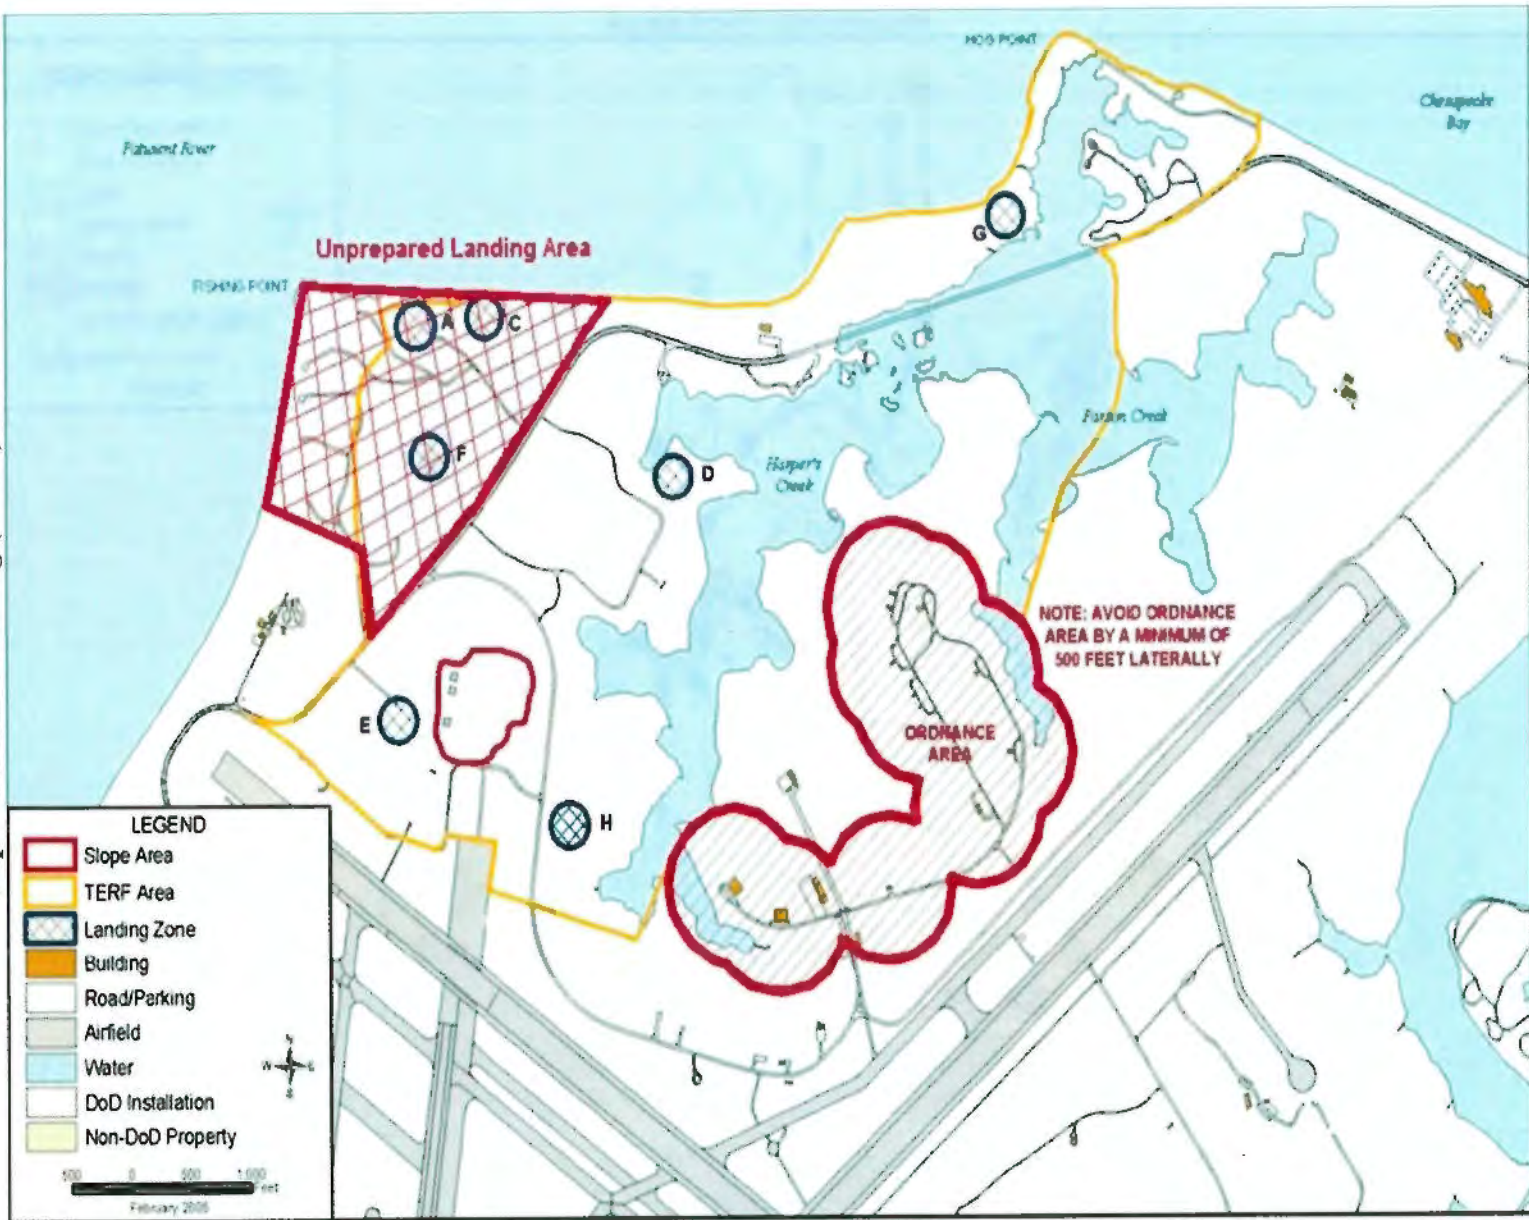 HOG POINT
Chesapeake
Bay
Patuxent River
G
Unprepared Landing Area
FISHING POINT
A
C
F
D
Harper's
Creek
Pearson Creek
NOTE: AVOID ORDNANCE
AREA BY A MINIMUM OF
500 FEET LATERALLY
E
ORDNANCE
AREA
H
LEGEND
Slope Area
TERF Area
Landing Zone
Building
Road/Parking
Airfield
Water
DoD Installation
Non-DoD Property
N
W E
S
500 0 500 1,000
Feet